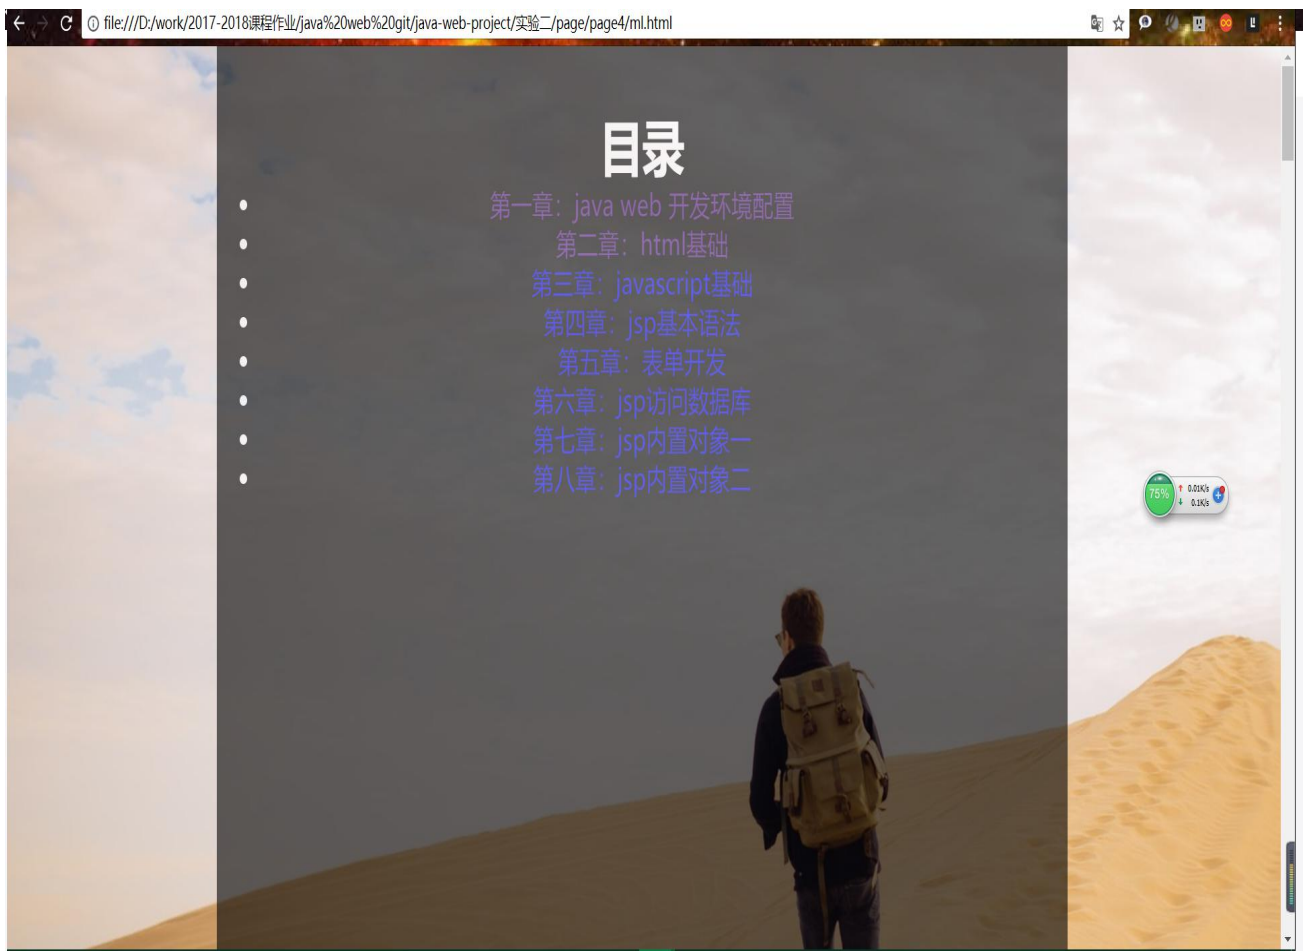 file:///D:/work/2017-2018课程作业/java%20web%20git/java-web-project/实验二/page/page4/ml.html
目录
第一章：java web 开发环境配置
第二章：html基础
第三章：javascript基础
第四章：jsp基本语法
第五章：表单开发
第六章：jsp访问数据库
第七章：jsp内置对象一
第八章：jsp内置对象二
75%
0.01K/s
0.1K/s